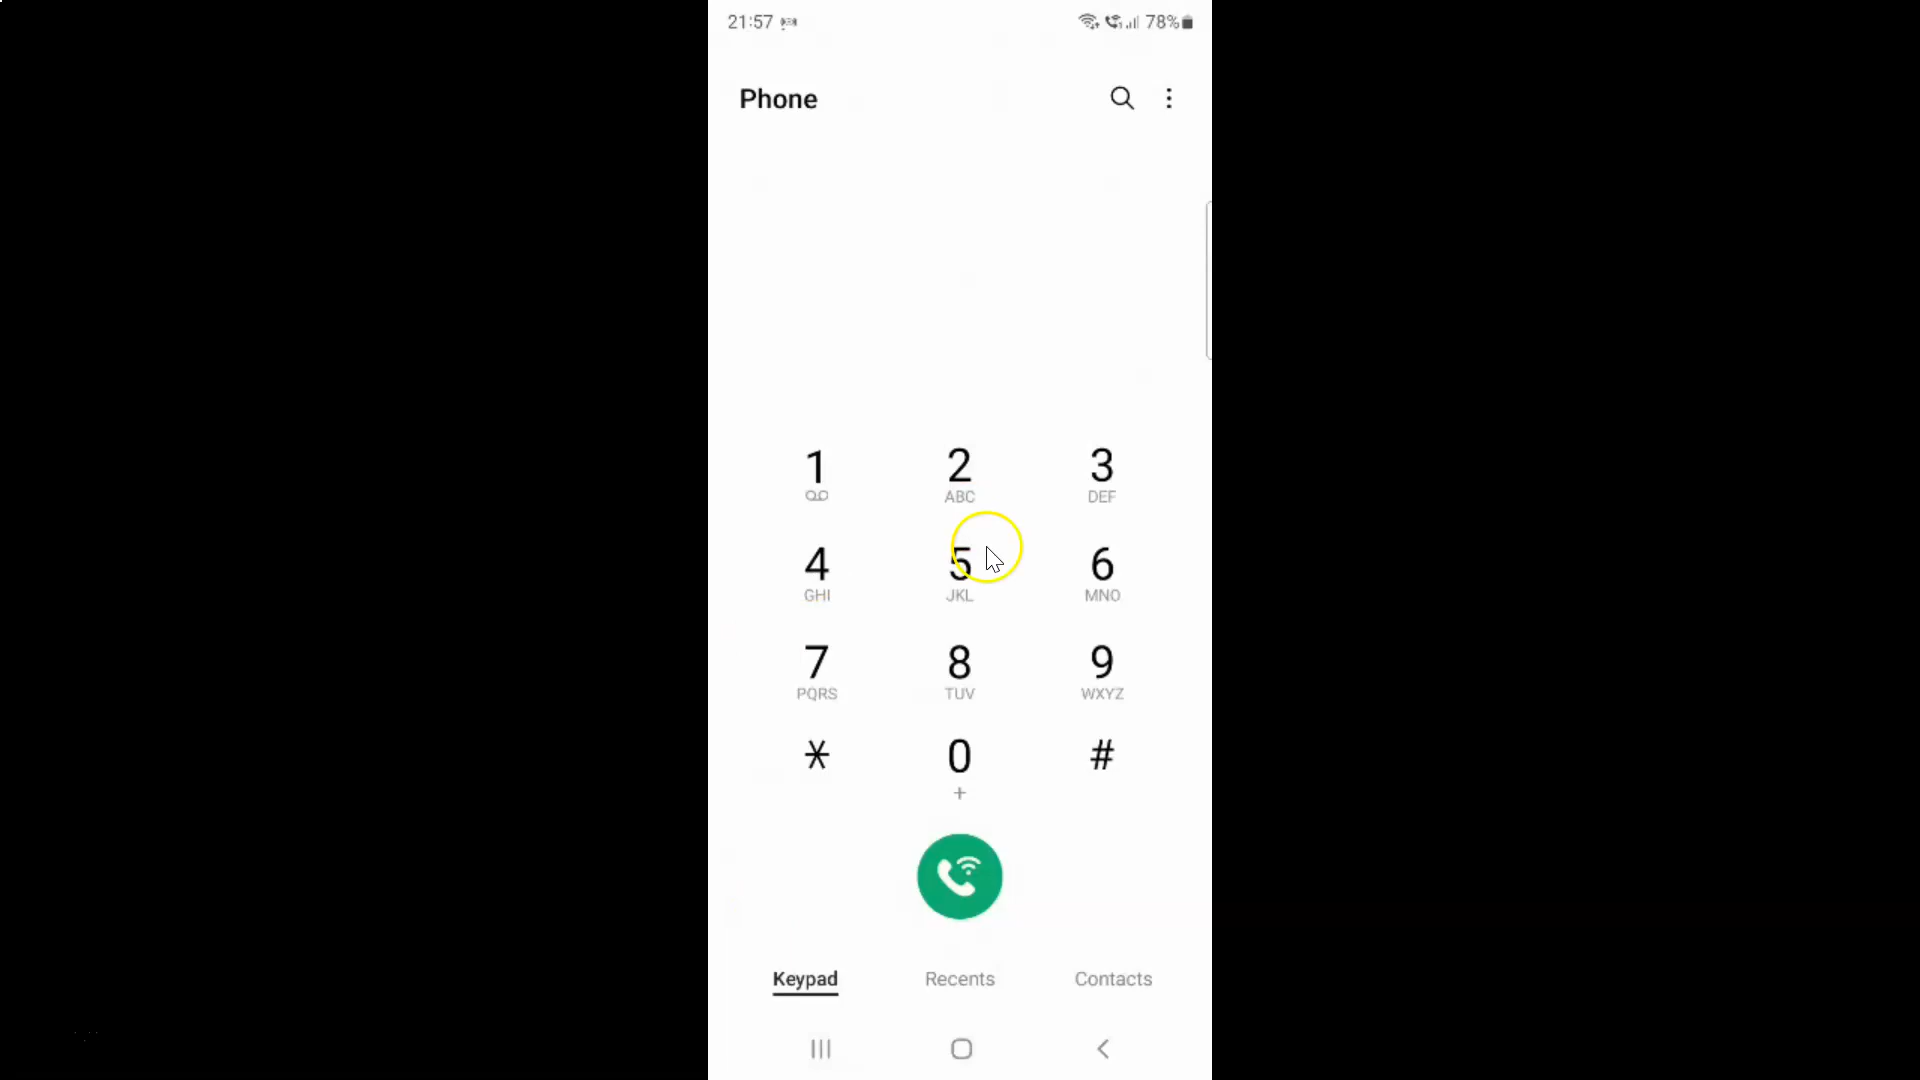 21:57
78%
Phone
1 2 3
ABC DEF
4 5 6
GHI JKL MNO
7 8 9
PQRS TUV WXYZ
* 0 #
+
Keypad Recents Contacts